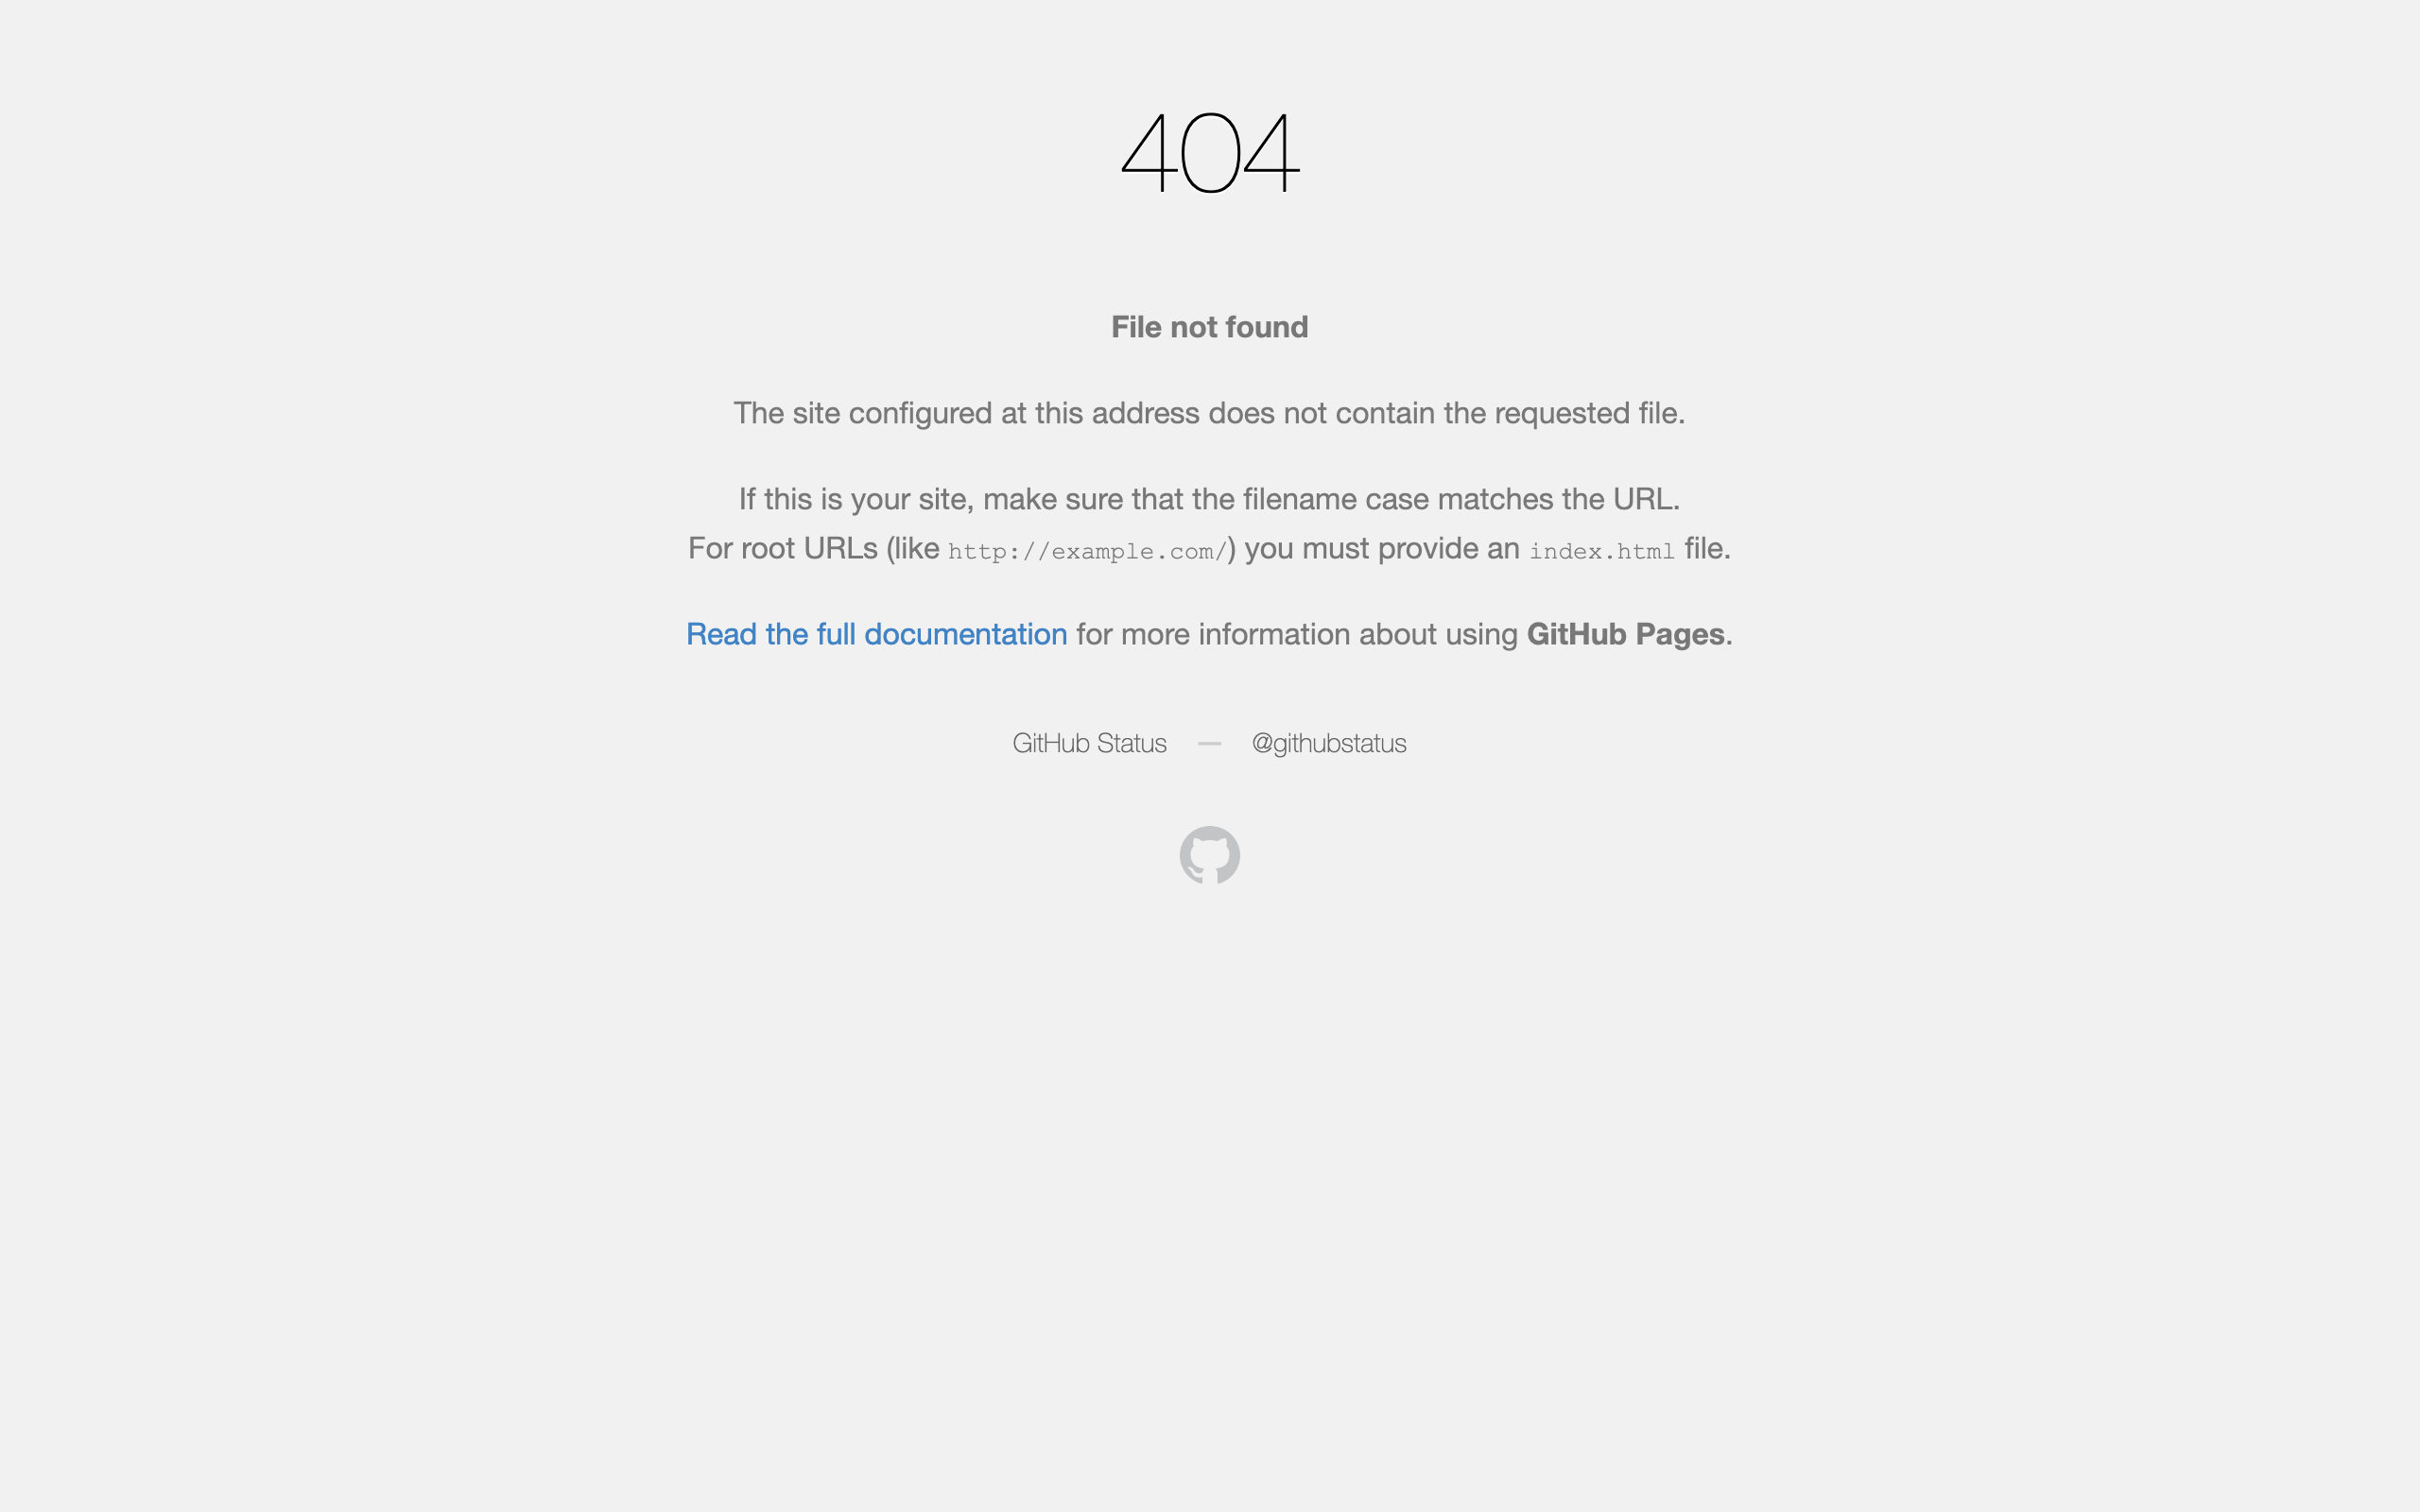 404
File not found
The site configured at this address does not contain the requested file.
If this is your site, make sure that the filename case matches the URL.
For root URLs (like http://example.com/) you must provide an index.html file.
Read the full documentation for more information about using GitHub Pages.
GitHub Status — @githubstatus